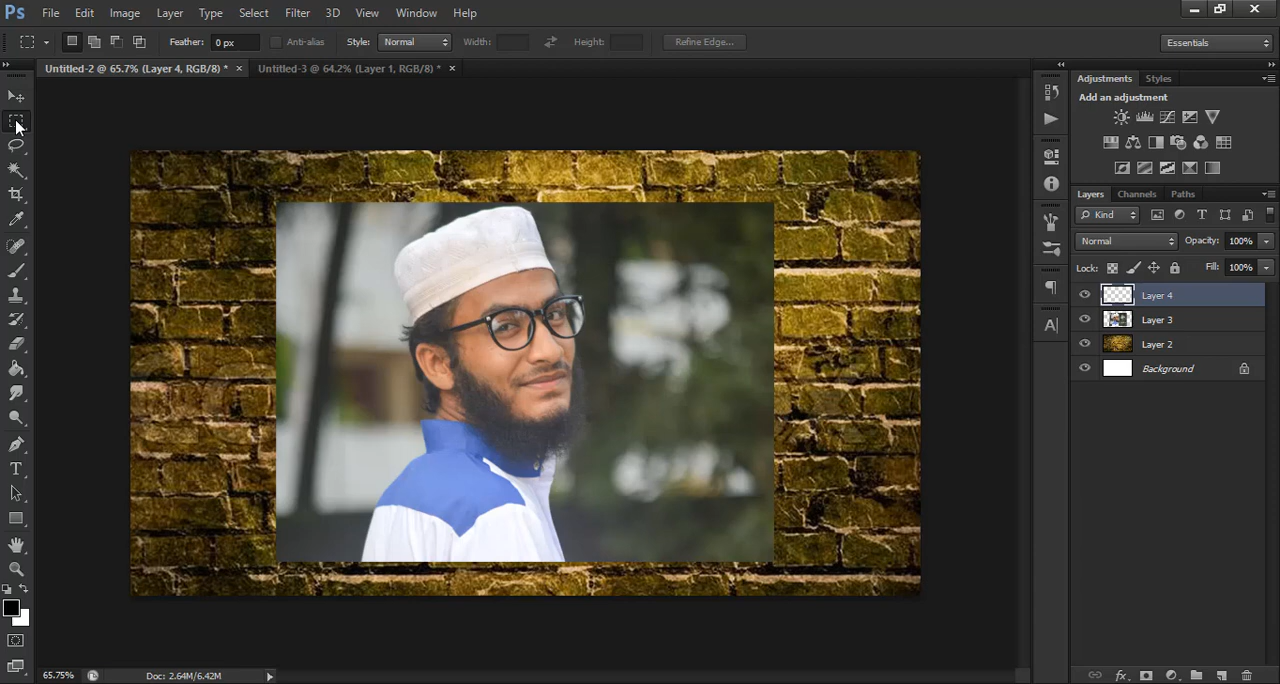 Ps File Edit Image Layer Type Select Filter 3D View Window Help
Feather: 0 px Anti-alias Style: Normal Width: Height: Refine Edge... Essentials
Untitled-2 @ 65.7% (Layer 4, RGB/8) * × Untitled-3 @ 64.2% (Layer 1, RGB/8) * ×
Adjustments Styles
Add an adjustment
Layers Channels Paths
Kind
Normal Opacity: 100%
Lock: Fill: 100%
Layer 4
Layer 3
Layer 2
Background
65.75% Doc: 2.64M/6.42M